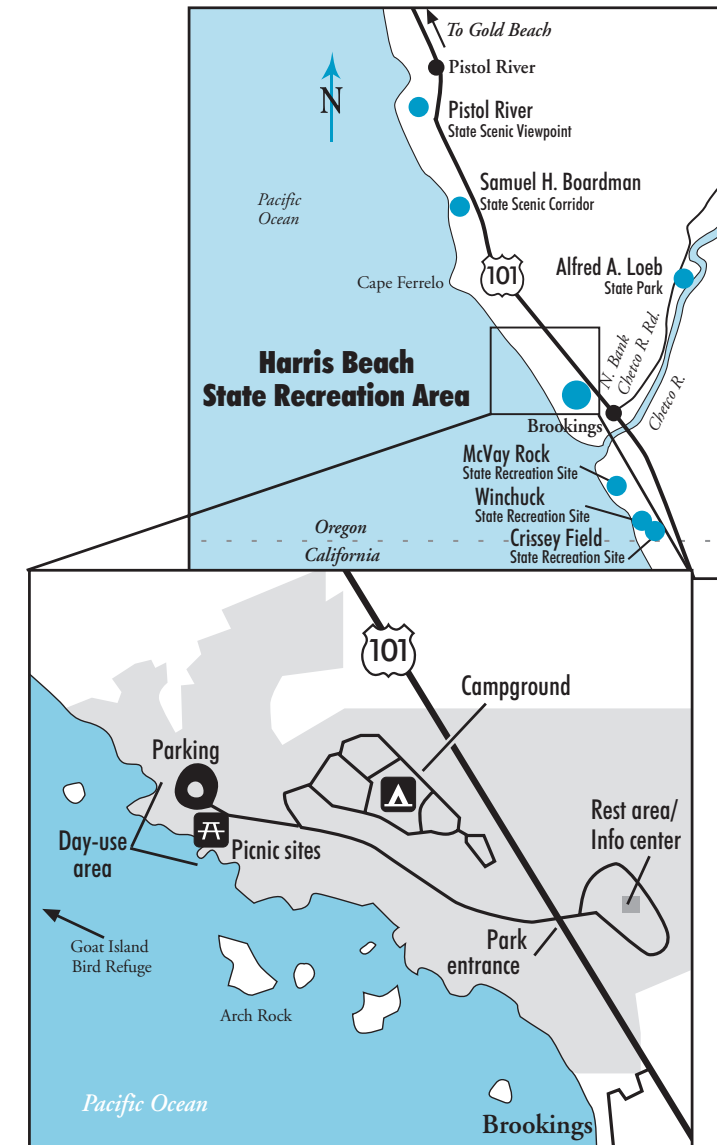 To Gold Beach
Pistol River
N
Pistol River
State Scenic Viewpoint
Samuel H. Boardman
State Scenic Corridor
Pacific
Ocean
101
Alfred A. Loeb
State Park
Cape Ferrelo
N. Bank
Chetco R. Rd.
Chetco R.
Harris Beach
State Recreation Area
Brookings
McVay Rock
State Recreation Site
Winchuck
State Recreation Site
Oregon
California
Crissey Field
State Recreation Site
101
Campground
Parking
Rest area/
Info center
Day-use
area
Picnic sites
Goat Island
Bird Refuge
Park
entrance
Arch Rock
Pacific Ocean
Brookings